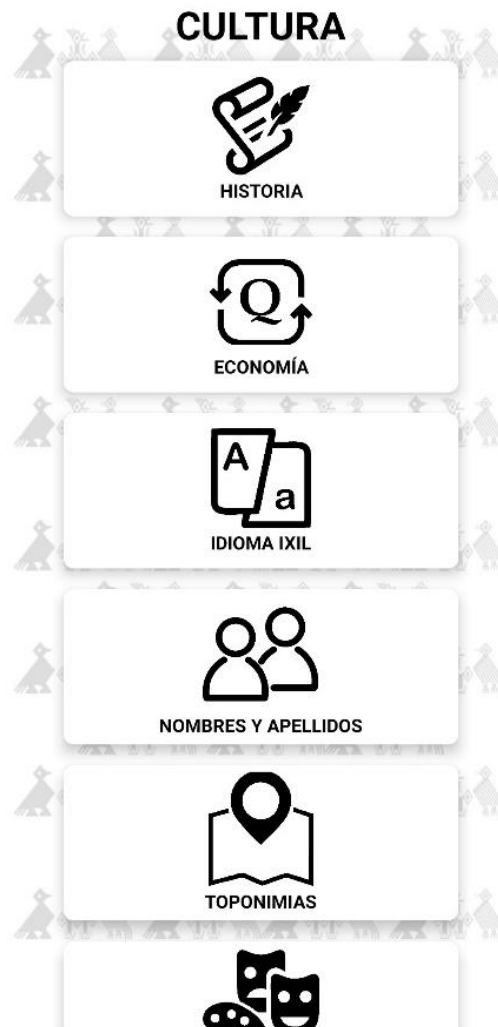 CULTURA
HISTORIA
Q
ECONOMÍA
A
a
IDIOMA IXIL
NOMBRES Y APELLIDOS
TOPONIMIAS